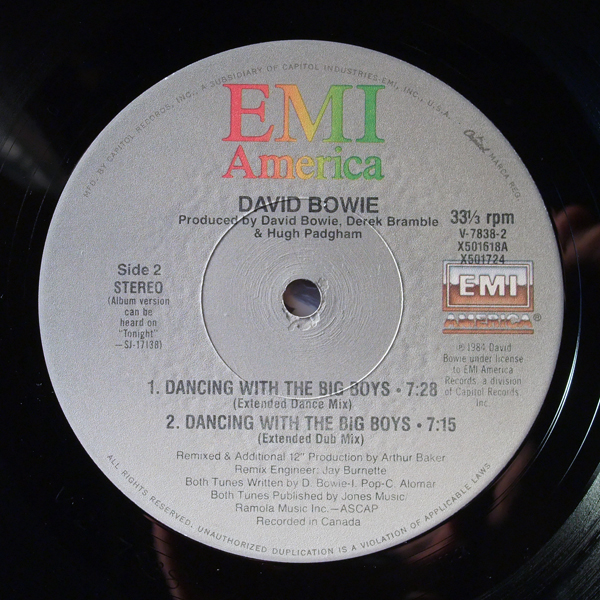 MFD. BY CAPITOL RECORDS, INC., A SUBSIDIARY OF CAPITOL INDUSTRIES-EMI, INC., U.S.A.
Capitol MARCA REG.
EMI
America
DAVID BOWIE
Produced by David Bowie, Derek Bramble
& Hugh Padgham
33⅓ rpm
V-7838-2
X501618A
X501724
EMI
AMERICA®
Side 2
STEREO
(Album version
can be
heard on
"Tonight"
—SJ-17138)
℗1984 David
Bowie under license
to EMI America
Records, a division
of Capitol Records,
Inc.
1. DANCING WITH THE BIG BOYS • 7:28
(Extended Dance Mix)
2. DANCING WITH THE BIG BOYS • 7:15
(Extended Dub Mix)
Remixed & Additional 12" Production by Arthur Baker
Remix Engineer: Jay Burnette
Both Tunes Written by D. Bowie-I. Pop-C. Alomar
Both Tunes Published by Jones Music/
Ramola Music Inc.—ASCAP
Recorded in Canada
ALL RIGHTS RESERVED, UNAUTHORIZED DUPLICATION IS A VIOLATION OF APPLICABLE LAWS